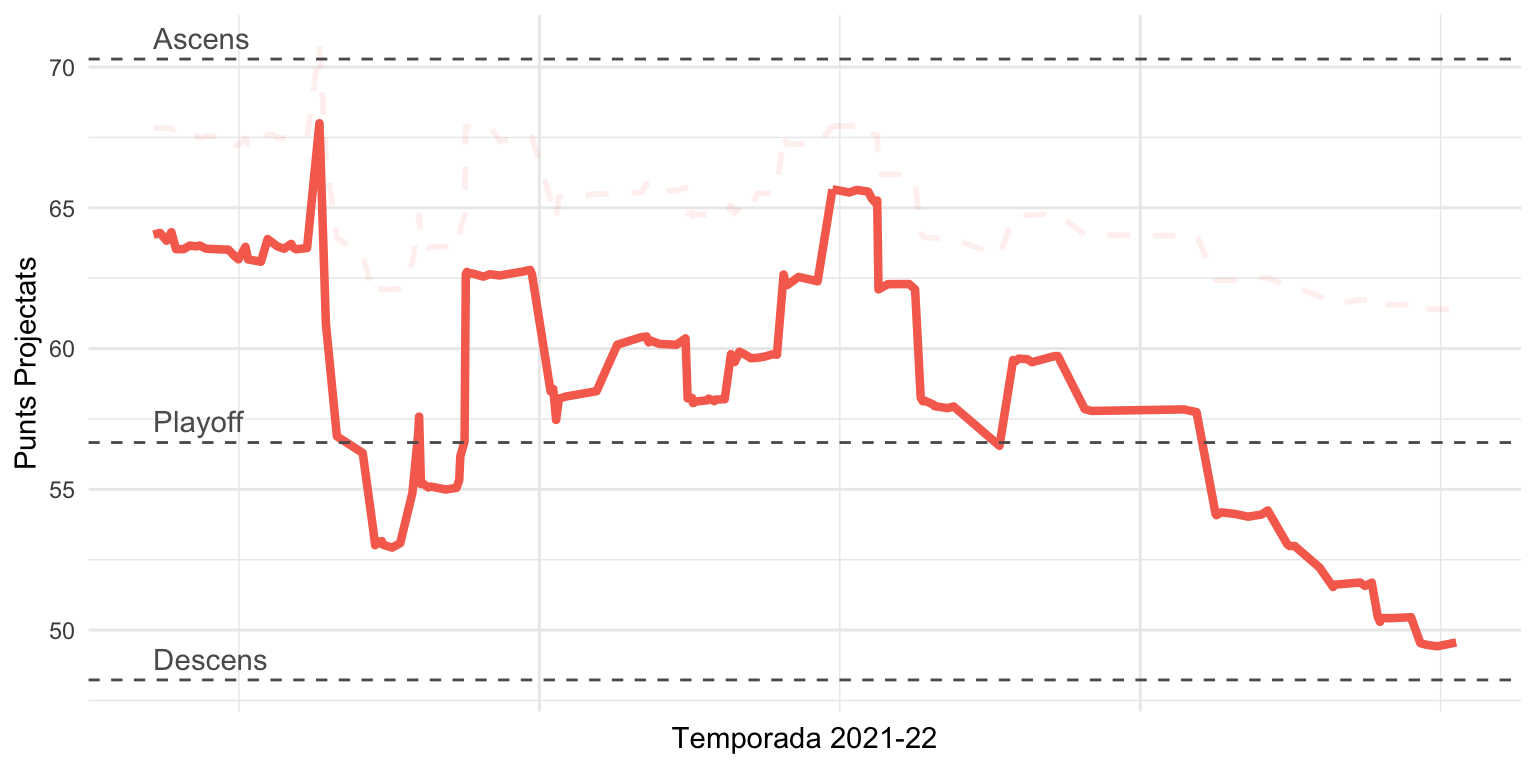 Ascens
70
65
60
Playoff
55
50
Descens
Punts Projectats
Temporada 2021-22